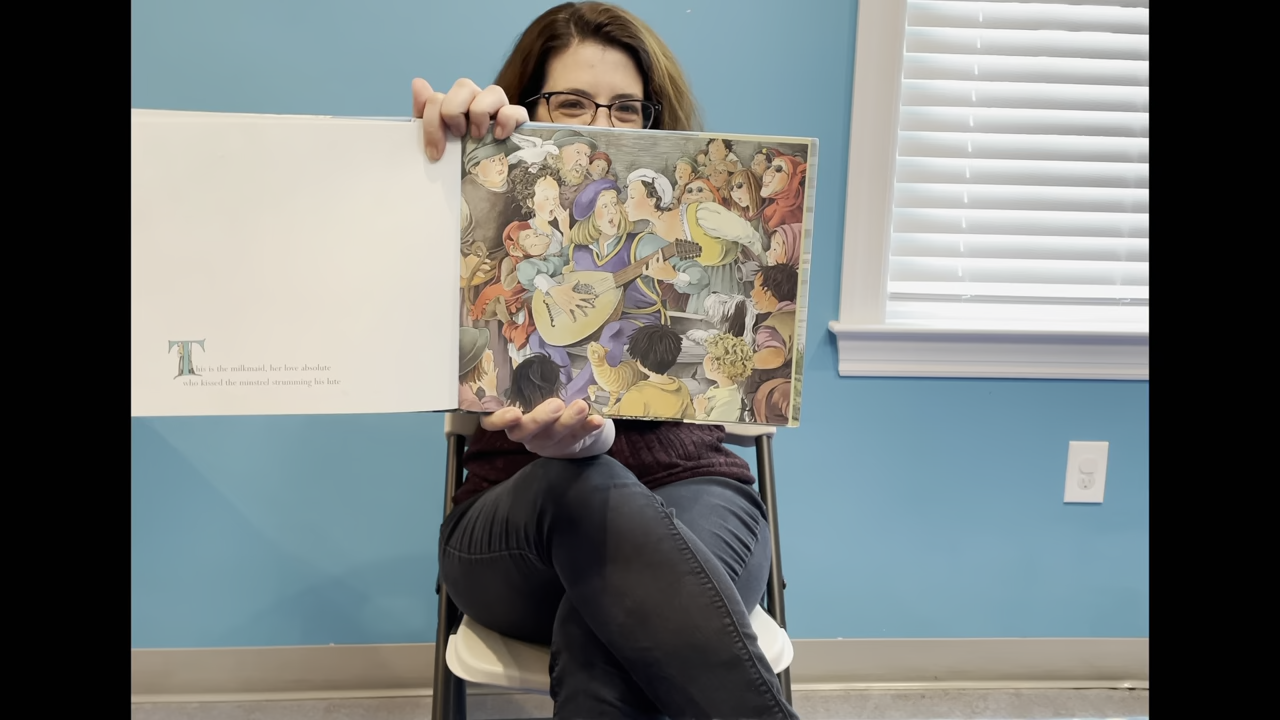 This is the milkmaid, her love absolute
who kissed the minstrel strumming his lute